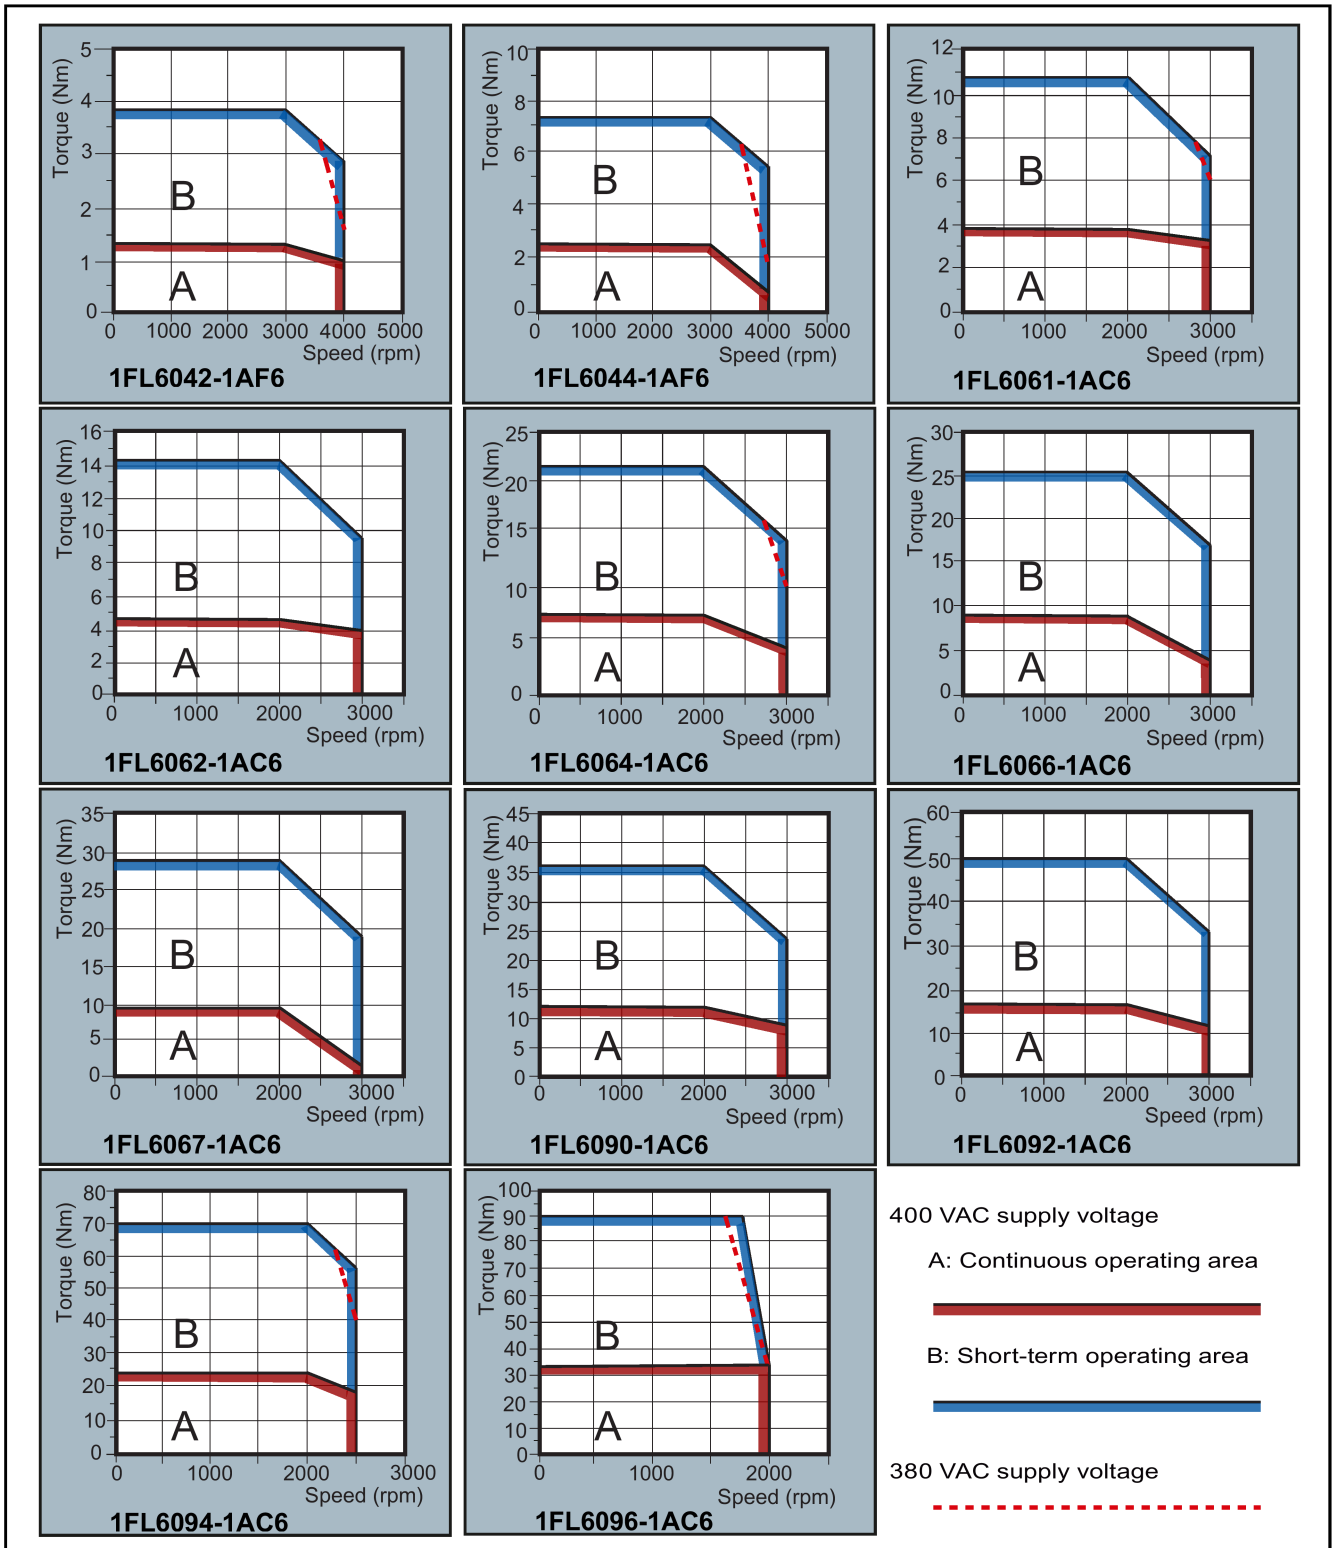 5
4
3
2
1
0
Torque (Nm)
B
A
0 1000 2000 3000 4000 5000
Speed (rpm)
1FL6042-1AF6
10
8
6
4
2
0
Torque (Nm)
B
A
0 1000 2000 3000 4000 5000
Speed (rpm)
1FL6044-1AF6
12
10
8
6
4
2
0
Torque (Nm)
B
A
0 1000 2000 3000
Speed (rpm)
1FL6061-1AC6
16
14
12
10
8
6
4
2
0
Torque (Nm)
B
A
0 1000 2000 3000
Speed (rpm)
1FL6062-1AC6
25
20
15
10
5
0
Torque (Nm)
B
A
0 1000 2000 3000
Speed (rpm)
1FL6064-1AC6
30
25
20
15
10
5
0
Torque (Nm)
B
A
0 1000 2000 3000
Speed (rpm)
1FL6066-1AC6
35
30
25
20
15
10
5
0
Torque (Nm)
B
A
0 1000 2000 3000
Speed (rpm)
1FL6067-1AC6
45
40
35
30
25
20
15
10
5
0
Torque (Nm)
B
A
0 1000 2000 3000
Speed (rpm)
1FL6090-1AC6
60
50
40
30
20
10
0
Torque (Nm)
B
A
0 1000 2000 3000
Speed (rpm)
1FL6092-1AC6
80
70
60
50
40
30
20
10
0
Torque (Nm)
B
A
0 1000 2000 3000
Speed (rpm)
1FL6094-1AC6
100
90
80
70
60
50
40
30
20
10
0
Torque (Nm)
B
A
0 1000 2000
Speed (rpm)
1FL6096-1AC6
400 VAC supply voltage
A: Continuous operating area
B: Short-term operating area
380 VAC supply voltage